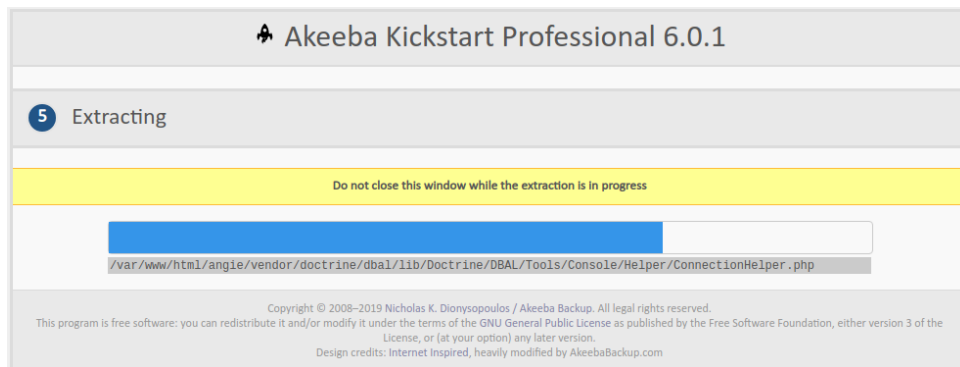 Akeeba Kickstart Professional 6.0.1
5 Extracting
Do not close this window while the extraction is in progress
/var/www/html/angie/vendor/doctrine/dbal/lib/Doctrine/DBAL/Tools/Console/Helper/ConnectionHelper.php
Copyright © 2008–2019 Nicholas K. Dionysopoulos / Akeeba Backup. All legal rights reserved.
This program is free software: you can redistribute it and/or modify it under the terms of the GNU General Public License as published by the Free Software Foundation, either version 3 of the
License, or (at your option) any later version.
Design credits: Internet Inspired, heavily modified by AkeebaBackup.com